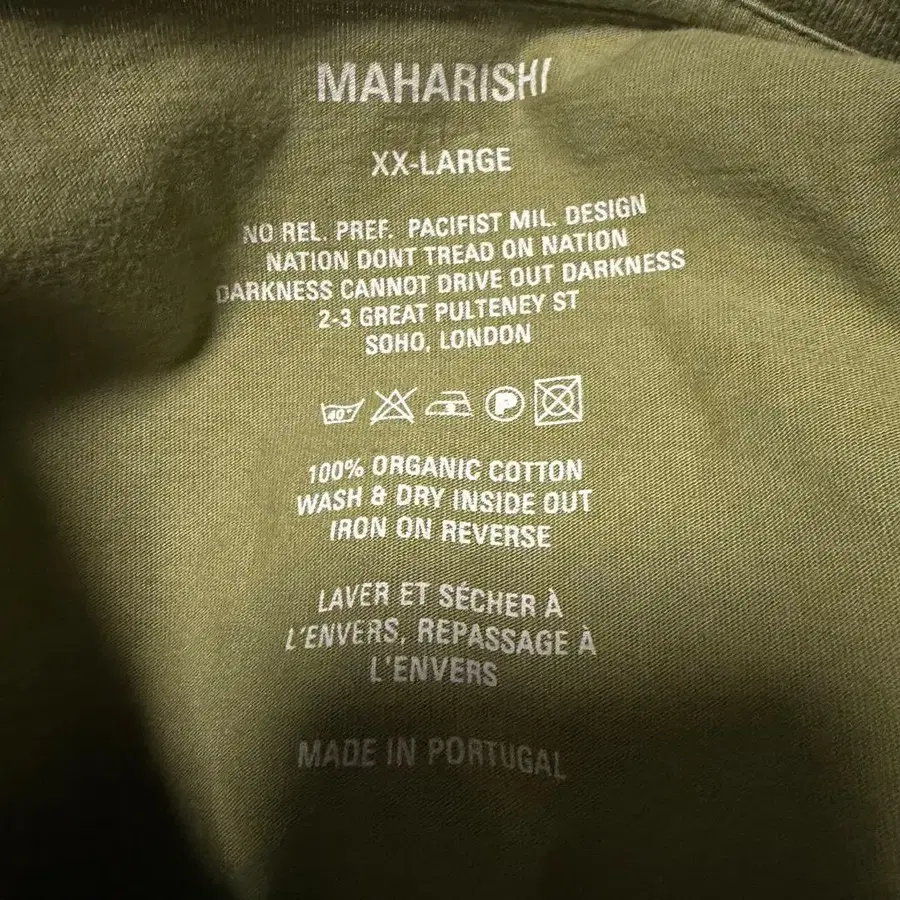 MAHARISHI
XX-LARGE
NO REL. PREF. PACIFIST MIL. DESIGN
NATION DONT TREAD ON NATION
DARKNESS CANNOT DRIVE OUT DARKNESS
2-3 GREAT PULTENEY ST
SOHO, LONDON
40° P
100% ORGANIC COTTON
WASH & DRY INSIDE OUT
IRON ON REVERSE
LAVER ET SÉCHER À
L'ENVERS, REPASSAGE À
L'ENVERS
MADE IN PORTUGAL